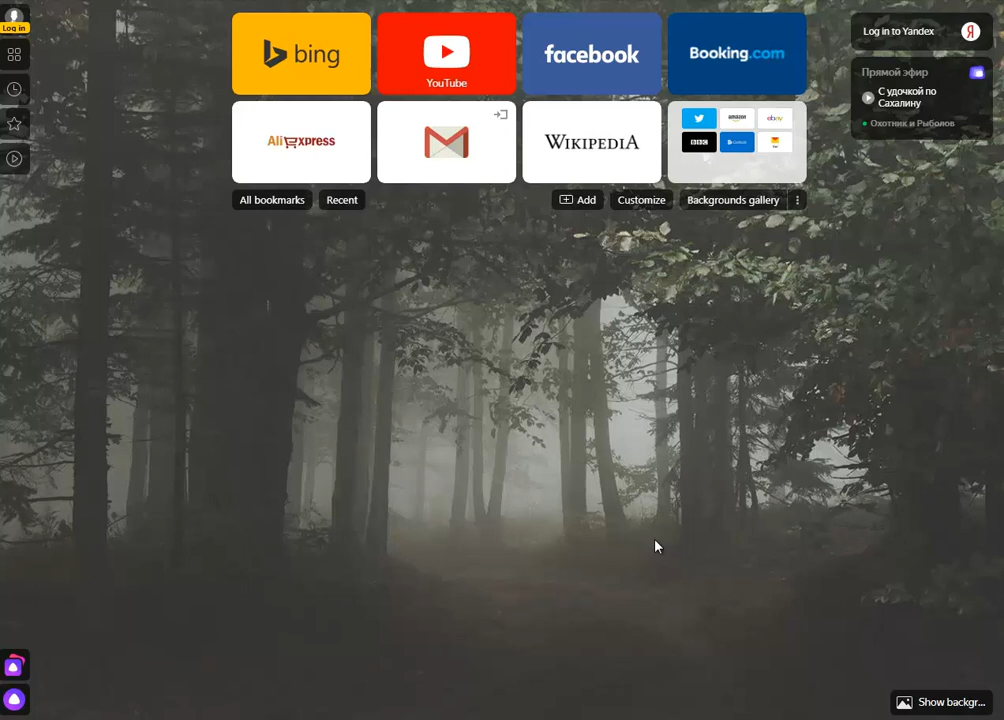 Log in
bing
YouTube
facebook
Booking.com
Log in to Yandex
Я
Прямой эфир
С удочкой по
Сахалину
Охотник и Рыболов
AliExpress
WIKIPEDIA
amazon
ebay
BBC
All bookmarks
Recent
Add
Customize
Backgrounds gallery
Show backgr...